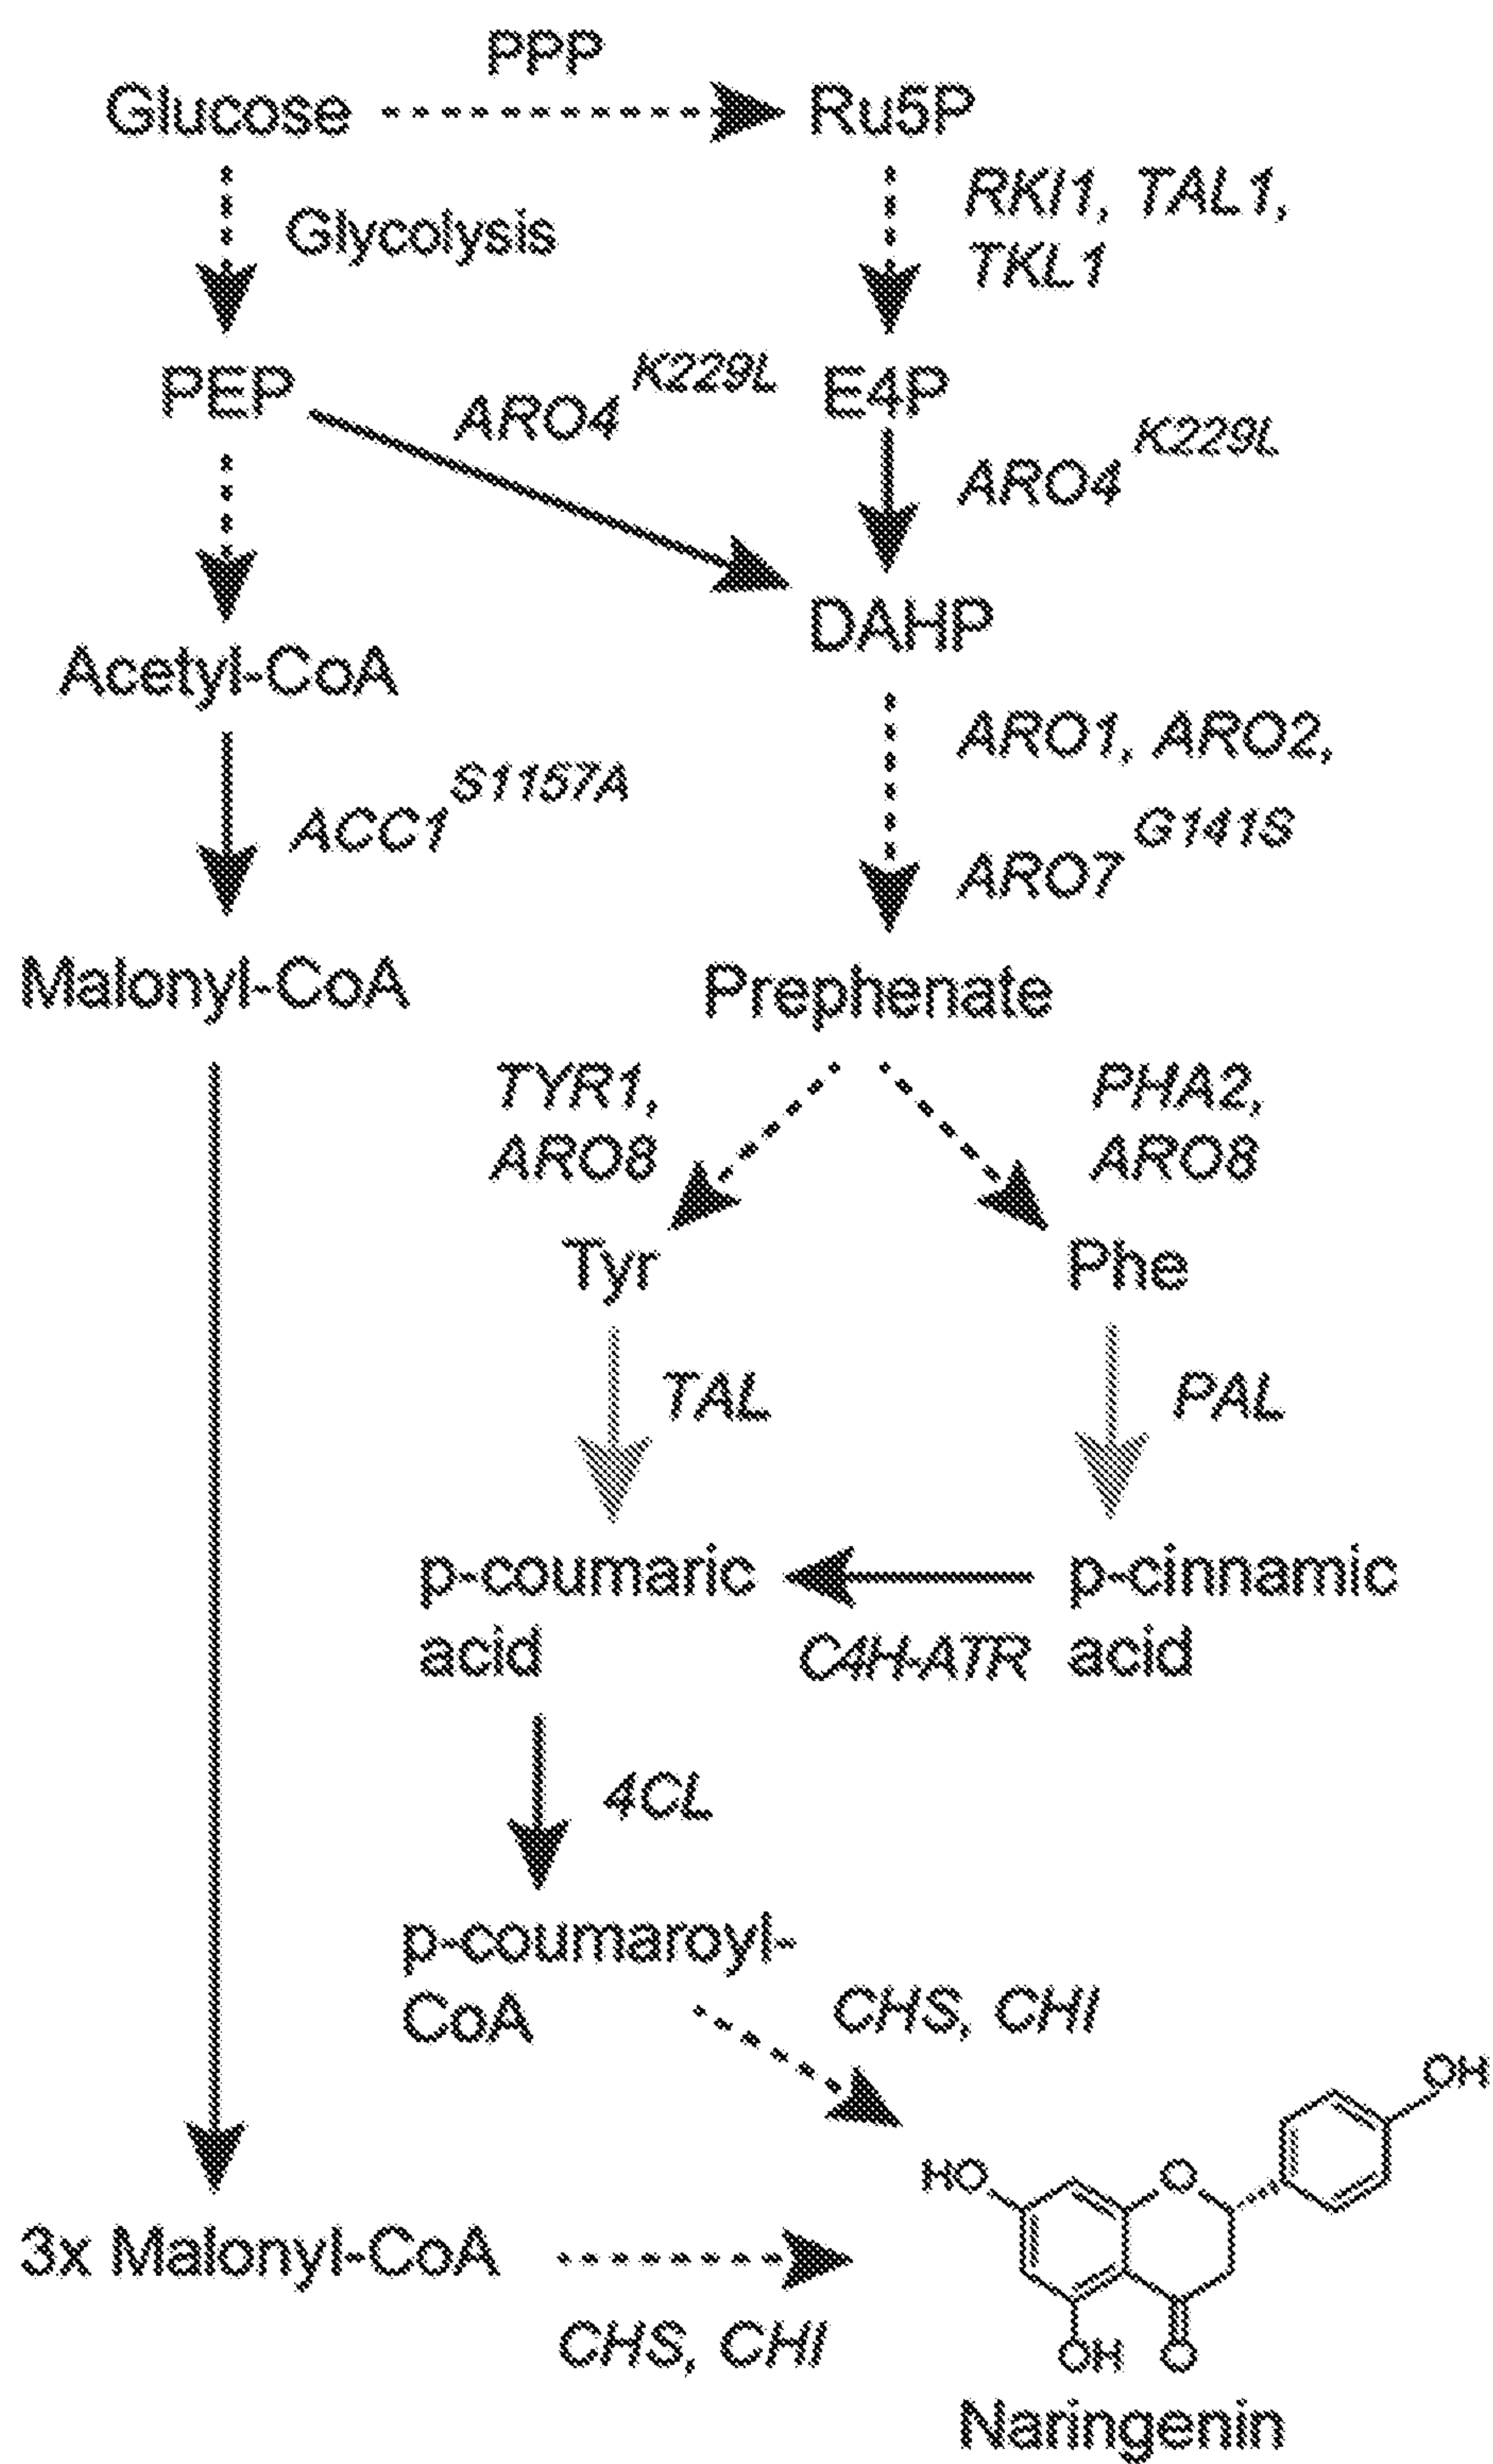 PPP
Glucose
Ru5P
Glycolysis
RKI1, TAL1,
TKL1
PEP
ARO4 K229L
E4P
ARO4 K229L
DAHP
Acetyl-CoA
ARO1, ARO2,
ACC1 S1157A
ARO7 G141S
Malonyl-CoA
Prephenate
TYR1,
ARO8
PHA2,
ARO8
Tyr
Phe
TAL
PAL
p-coumaric
acid
C4H-ATR
p-cinnamic
acid
4CL
p-coumaroyl-
CoA
CHS, CHI
OH
HO
O
3x Malonyl-CoA
CHS, CHI
OH
O
Naringenin